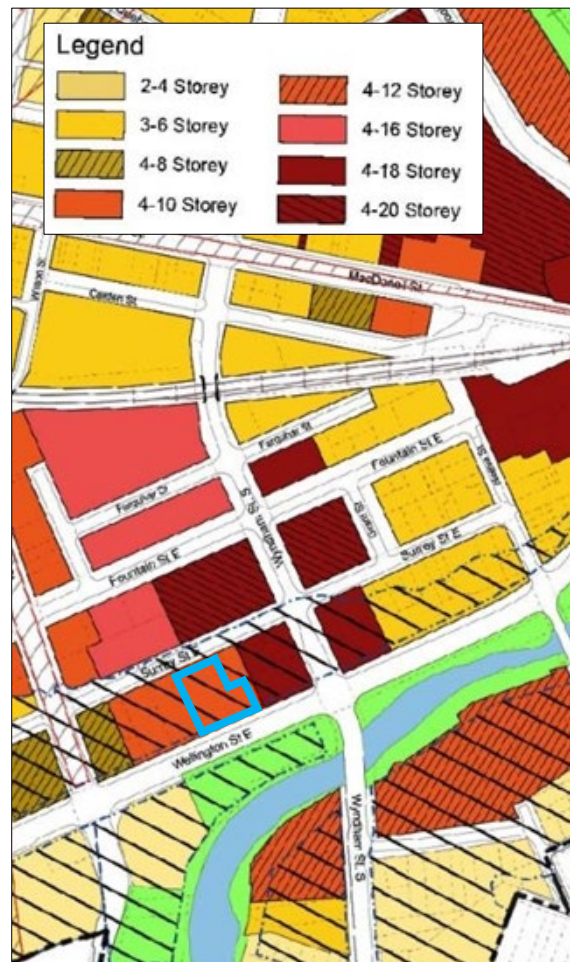 Legend
2-4 Storey
3-6 Storey
4-8 Storey
4-10 Storey
4-12 Storey
4-16 Storey
4-18 Storey
4-20 Storey
MacDonell St
Wilson St
Carden St
Farquhar St
Fountain St E
Wyndham St. S
Farquhar Dr
Fountain St E
Surrey St E
Surrey St E
Wellington St E
Wyndham St. S